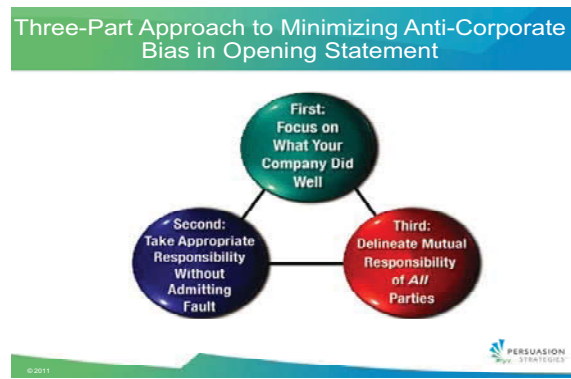 Three-Part Approach to Minimizing Anti-Corporate
Bias in Opening Statement
First:
Focus on
What Your
Company Did
Well
Second:
Take Appropriate
Responsibility
Without
Admitting
Fault
Third:
Delineate Mutual
Responsibility
of All
Parties
PERSUASION
STRATEGIES
©2011